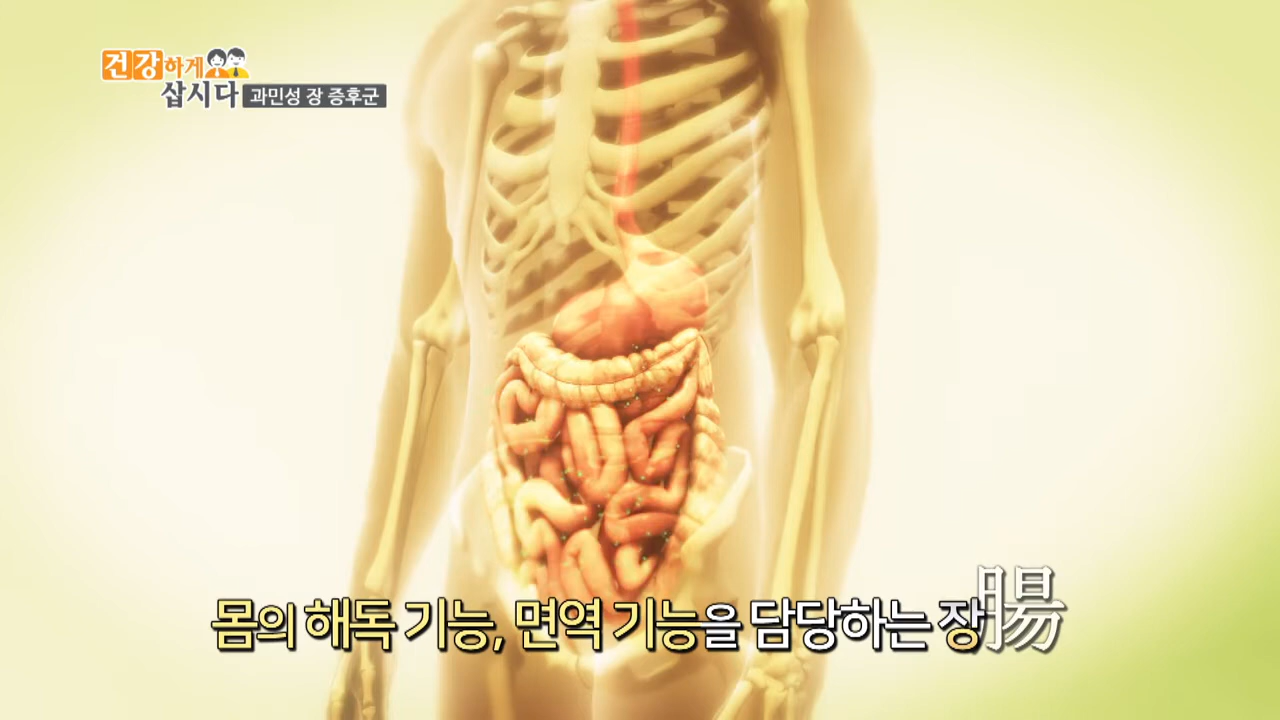 건강하게
삽시다 과민성 장 증후군
몸의 해독 기능, 면역 기능을 담당하는 장腸